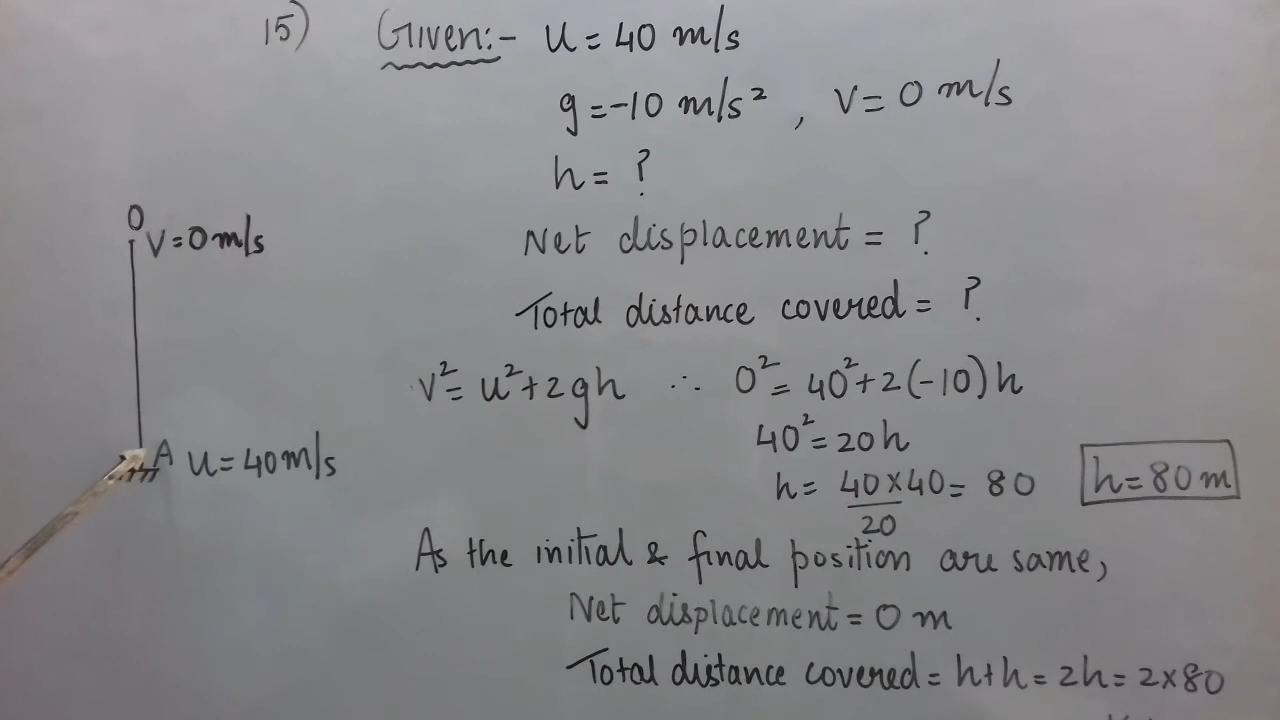 15) Given:- u = 40 m/s
g = -10 m/s² , v = 0 m/s
h = ?
Net displacement = ?
Total distance covered = ?
O
v = 0 m/s
A u = 40 m/s
v² = u² + 2gh ∴ 0² = 40² + 2(-10)h
40² = 20h
h = 40 × 40 = 80
20
h = 80 m
As the initial & final position are same,
Net displacement = 0 m
Total distance covered = h + h = 2h = 2 × 80